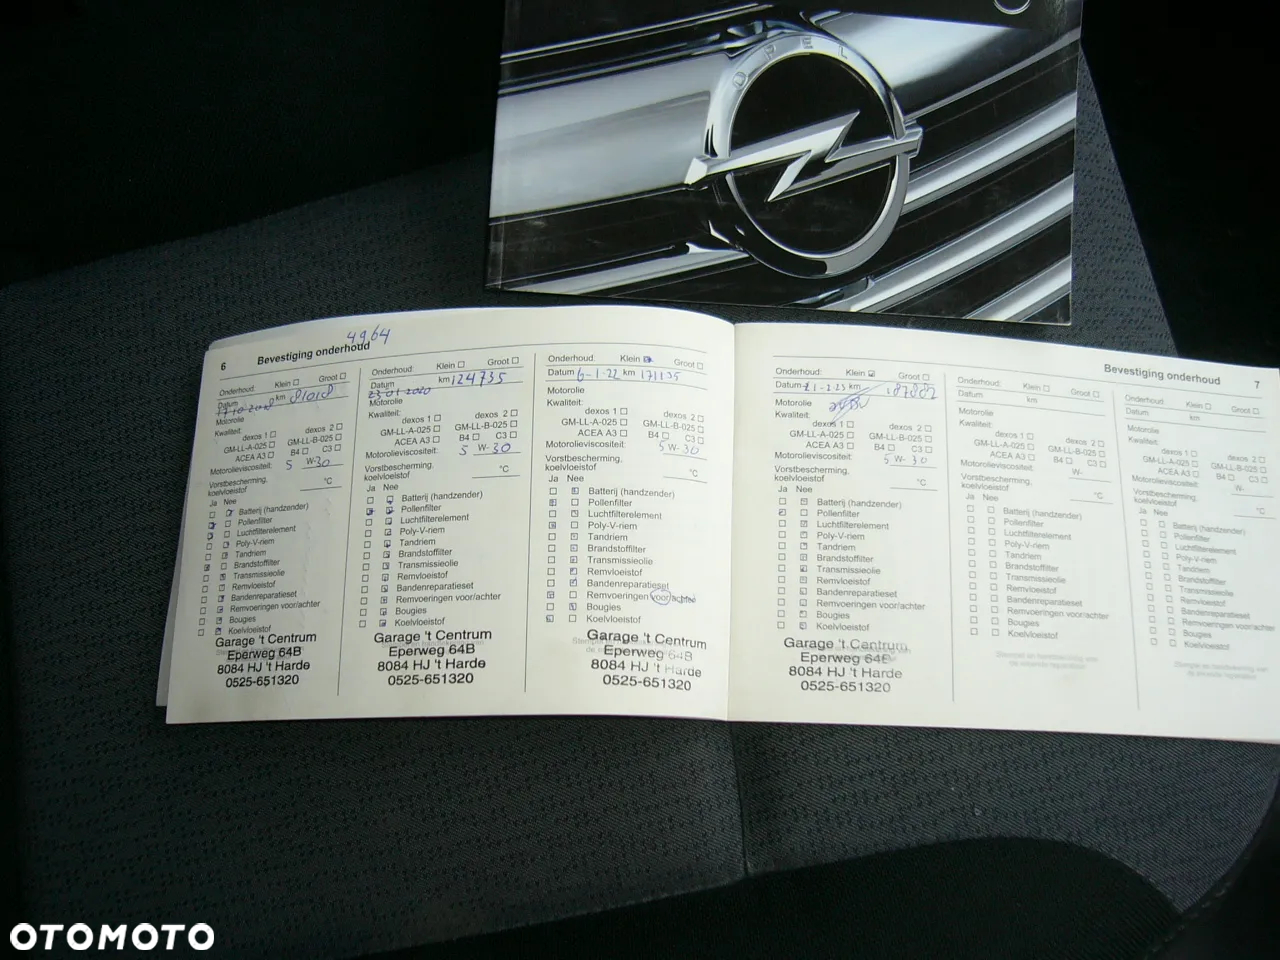 OPEL
4964
6 Bevestiging onderhoud
Onderhoud: Klein Groot
Datum 17-10-2018 km 81018
Motorolie
Kwaliteit:
dexos 1 dexos 2
GM-LL-A-025 GM-LL-B-025
ACEA A3 B4 C3
Motorolieviscositeit: 5 W-30
Vorstbescherming,
koelvloeistof °C
Ja Nee
Batterij (handzender)
Pollenfilter
Luchtfilterelement
Poly-V-riem
Tandriem
Brandstoffilter
Transmissieolie
Remvloeistof
Bandenreparatieset
Remvoeringen voor/achter
Bougies
Koelvloeistof
Garage 't Centrum
Eperweg 64B
8084 HJ 't Harde
0525-651320
Onderhoud: Klein Groot
Datum 23-01-2020 km 124735
Motorolie
Kwaliteit:
dexos 1 dexos 2
GM-LL-A-025 GM-LL-B-025
ACEA A3 B4 C3
Motorolieviscositeit: 5 W-30
Vorstbescherming,
koelvloeistof °C
Ja Nee
Batterij (handzender)
Pollenfilter
Luchtfilterelement
Poly-V-riem
Tandriem
Brandstoffilter
Transmissieolie
Remvloeistof
Bandenreparatieset
Remvoeringen voor/achter
Bougies
Koelvloeistof
Garage 't Centrum
Eperweg 64B
8084 HJ 't Harde
0525-651320
Onderhoud: Klein Groot
Datum 6-1-22 km 171135
Motorolie
Kwaliteit:
dexos 1 dexos 2
GM-LL-A-025 GM-LL-B-025
ACEA A3 B4 C3
Motorolieviscositeit: 5 W-30
Vorstbescherming,
koelvloeistof °C
Ja Nee
Batterij (handzender)
Pollenfilter
Luchtfilterelement
Poly-V-riem
Tandriem
Brandstoffilter
Transmissieolie
Remvloeistof
Bandenreparatieset
Remvoeringen voor/achter
Bougies
Koelvloeistof
Garage 't Centrum
Eperweg 64B
8084 HJ 't Harde
0525-651320
Bevestiging onderhoud 7
Onderhoud: Klein Groot
Datum 1-2-23 km 187882
Motorolie
Kwaliteit:
dexos 1 dexos 2
GM-LL-A-025 GM-LL-B-025
ACEA A3 B4 C3
Motorolieviscositeit: 5 W-30
Vorstbescherming,
koelvloeistof °C
Ja Nee
Batterij (handzender)
Pollenfilter
Luchtfilterelement
Poly-V-riem
Tandriem
Brandstoffilter
Transmissieolie
Remvloeistof
Bandenreparatieset
Remvoeringen voor/achter
Bougies
Koelvloeistof
Garage 't Centrum
Eperweg 64B
8084 HJ 't Harde
0525-651320
Onderhoud: Klein Groot
Datum km
Motorolie
Kwaliteit:
dexos 1 dexos 2
GM-LL-A-025 GM-LL-B-025
ACEA A3 B4 C3
Motorolieviscositeit: W-
Vorstbescherming,
koelvloeistof °C
Ja Nee
Batterij (handzender)
Pollenfilter
Luchtfilterelement
Poly-V-riem
Tandriem
Brandstoffilter
Transmissieolie
Remvloeistof
Bandenreparatieset
Remvoeringen voor/achter
Bougies
Koelvloeistof
Onderhoud: Klein Groot
Datum km
Motorolie
Kwaliteit:
dexos 1 dexos 2
GM-LL-A-025 GM-LL-B-025
ACEA A3 B4 C3
Motorolieviscositeit: W-
Vorstbescherming,
koelvloeistof °C
Ja Nee
Batterij (handzender)
Pollenfilter
Luchtfilterelement
Poly-V-riem
Tandriem
Brandstoffilter
Transmissieolie
Remvloeistof
Bandenreparatieset
Remvoeringen voor/achter
Bougies
Koelvloeistof
OTOMOTO